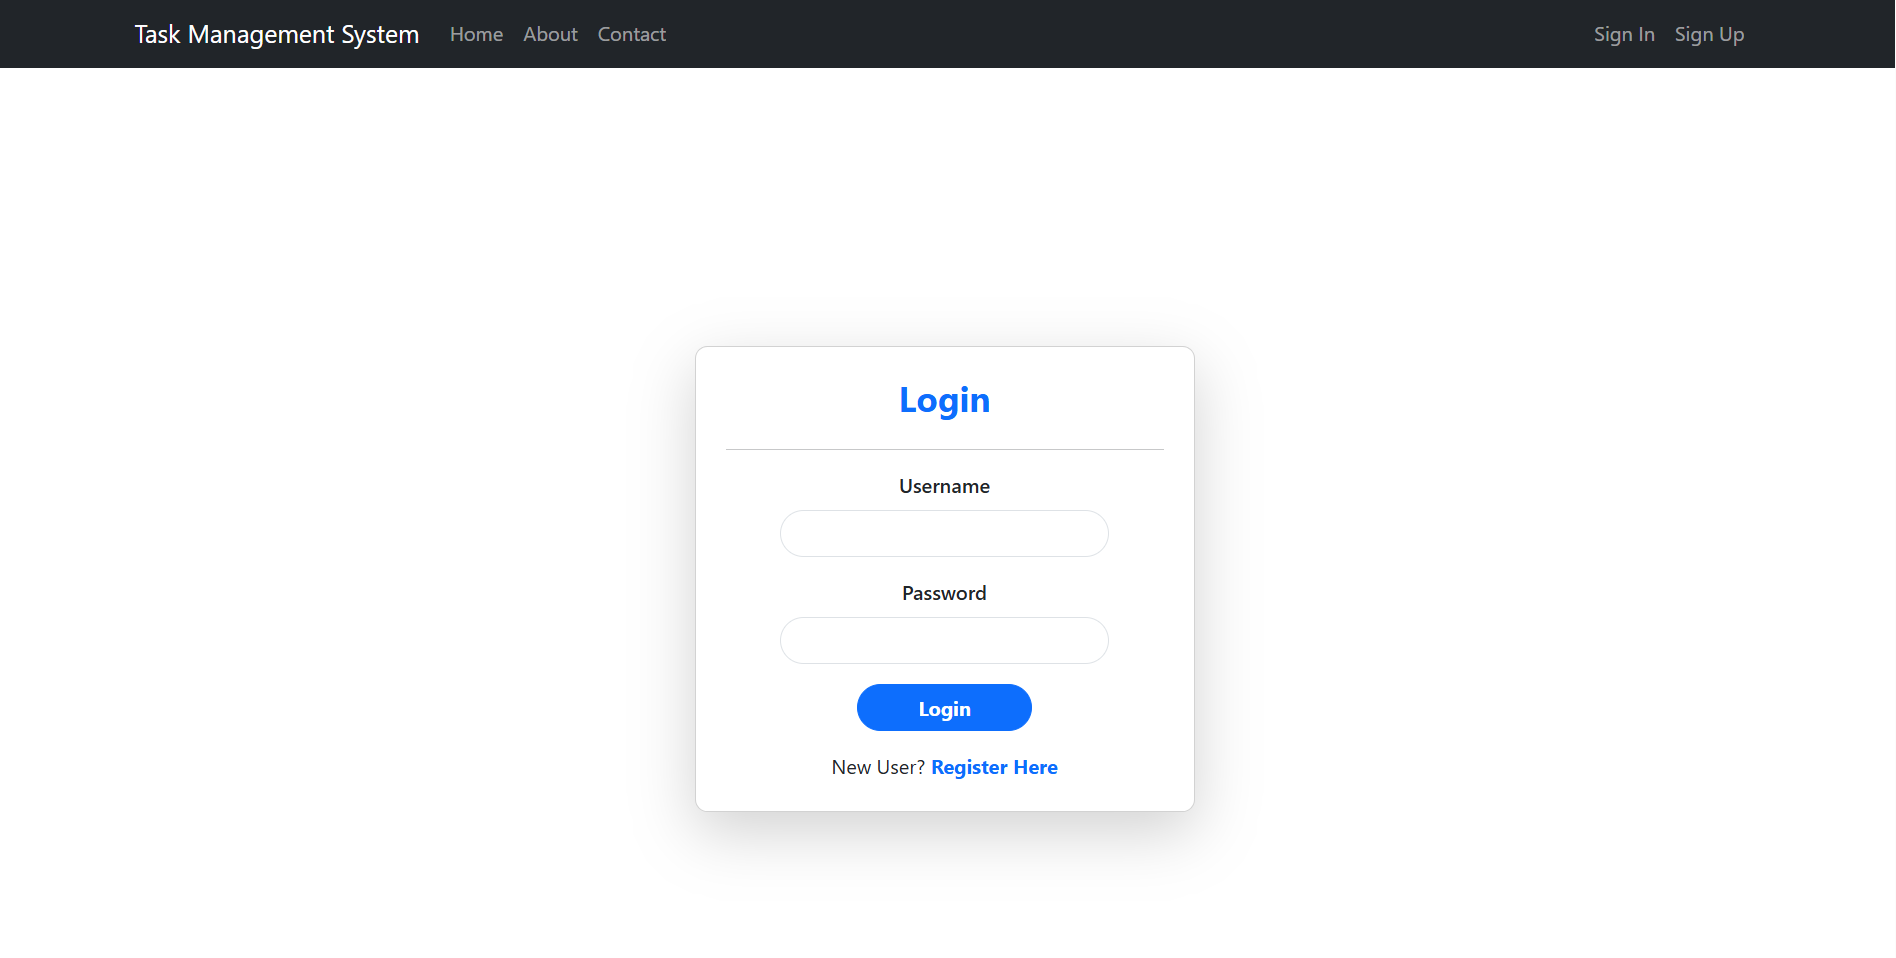 Task Management System Home About Contact Sign In Sign Up
Login
Username
Password
Login
New User? Register Here